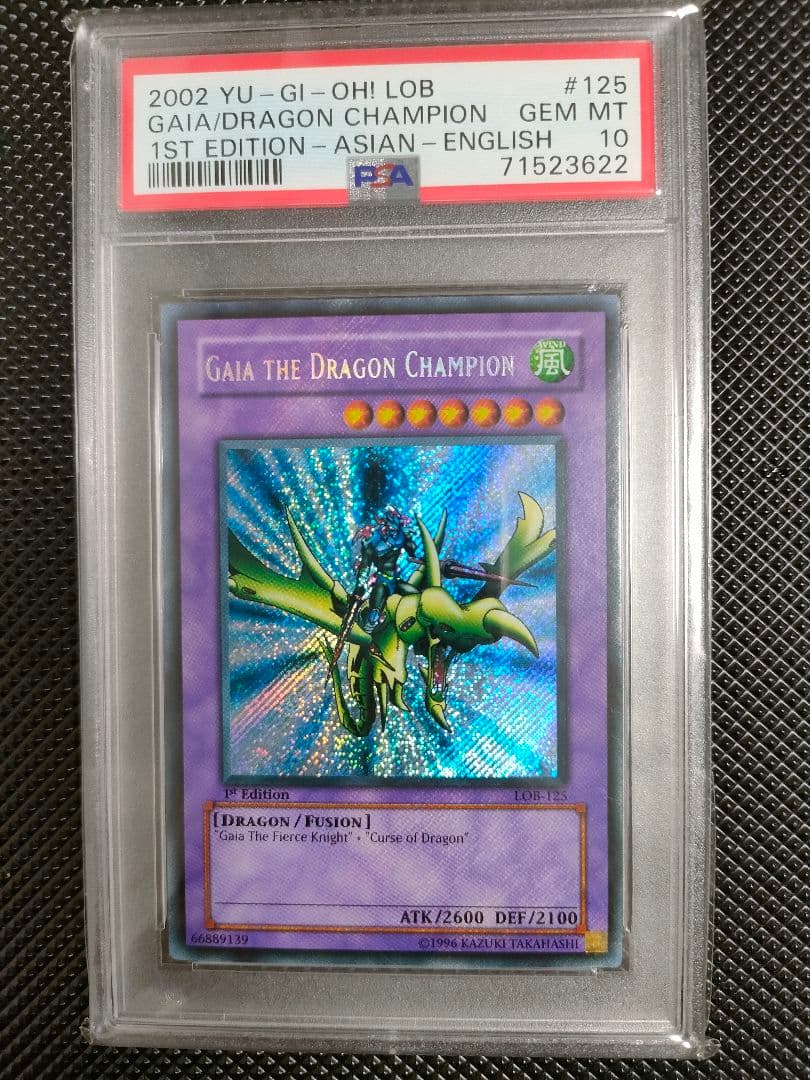 2002 YU-GI-OH! LOB #125
GAIA/DRAGON CHAMPION GEM MT
1ST EDITION-ASIAN-ENGLISH 10
PSA 71523622
GAIA THE DRAGON CHAMPION
WIND
風
1st Edition LOB-125
[DRAGON/FUSION]
"Gaia The Fierce Knight" + "Curse of Dragon"
ATK/2600 DEF/2100
66889139 ©1996 KAZUKI TAKAHASHI